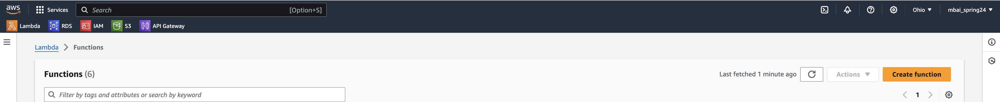 aws
Services
Search [Option+S]
Ohio
mbai_spring24
Lambda RDS IAM S3 API Gateway
Lambda Functions
Functions (6)
Last fetched 1 minute ago
Actions
Create function
Filter by tags and attributes or search by keyword
1